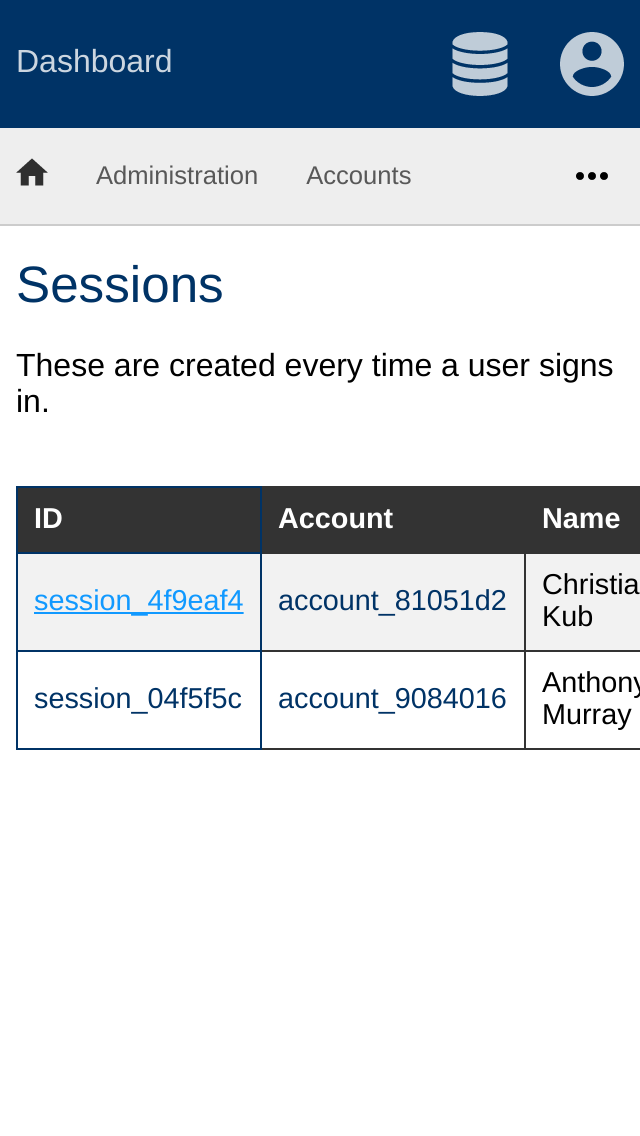 Dashboard
Administration Accounts
Sessions
These are created every time a user signs
in.
ID Account Name
session_4f9eaf4 account_81051d2 Christia
Kub
session_04f5f5c account_9084016 Anthony
Murray